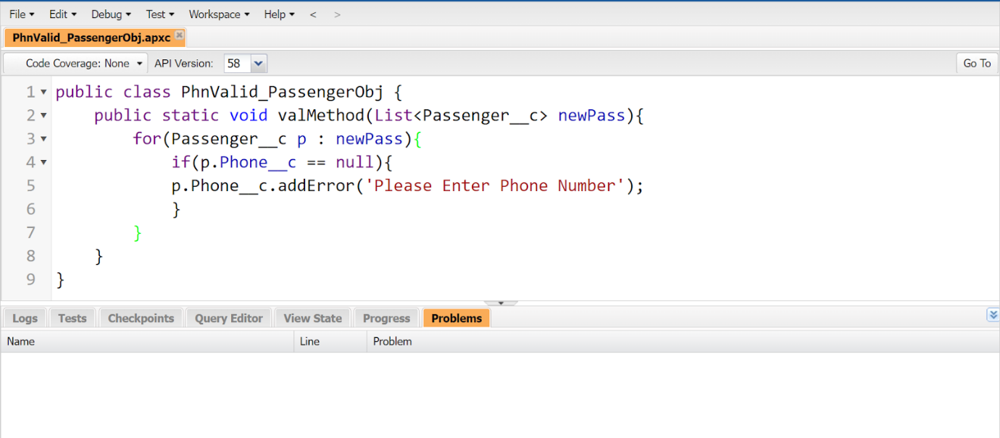 File Edit Debug Test Workspace Help < >
PhnValid_PassengerObj.apxc
Code Coverage: None API Version: 58 Go To
1 public class PhnValid_PassengerObj {
2     public static void valMethod(List<Passenger__c> newPass){
3         for(Passenger__c p : newPass){
4             if(p.Phone__c == null){
5             p.Phone__c.addError('Please Enter Phone Number');
6             }
7         }
8     }
9 }
Logs Tests Checkpoints Query Editor View State Progress Problems
Name Line Problem